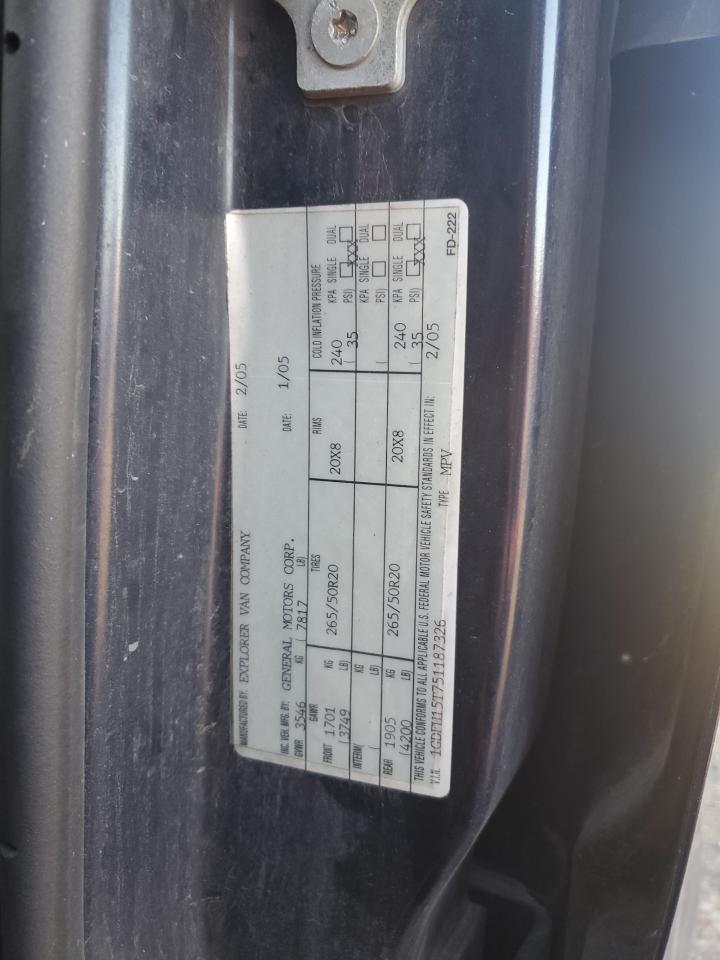 MANUFACTURED BY: EXPLORER VAN COMPANY DATE: 2/05
INC. VEH. MFG. BY: GENERAL MOTORS CORP. DATE: 1/05
GVWR 3546 KG ( 7817 LB)
GAWR TIRES RIMS COLD INFLATION PRESSURE
FRONT 1701 KG 265/50R20 20X8 240 KPA SINGLE DUAL
(3749 LB) ( 35 PSI) XXX
INTERM KG KPA SINGLE DUAL
( LB) ( PSI)
REAR 1905 KG 265/50R20 20X8 240 KPA SINGLE DUAL
(4200 LB) ( 35 PSI) XXX
THIS VEHICLE CONFORMS TO ALL APPLICABLE U.S. FEDERAL MOTOR VEHICLE SAFETY STANDARDS IN EFFECT IN: 2/05
V.I.N. TYPE MPV FD-222